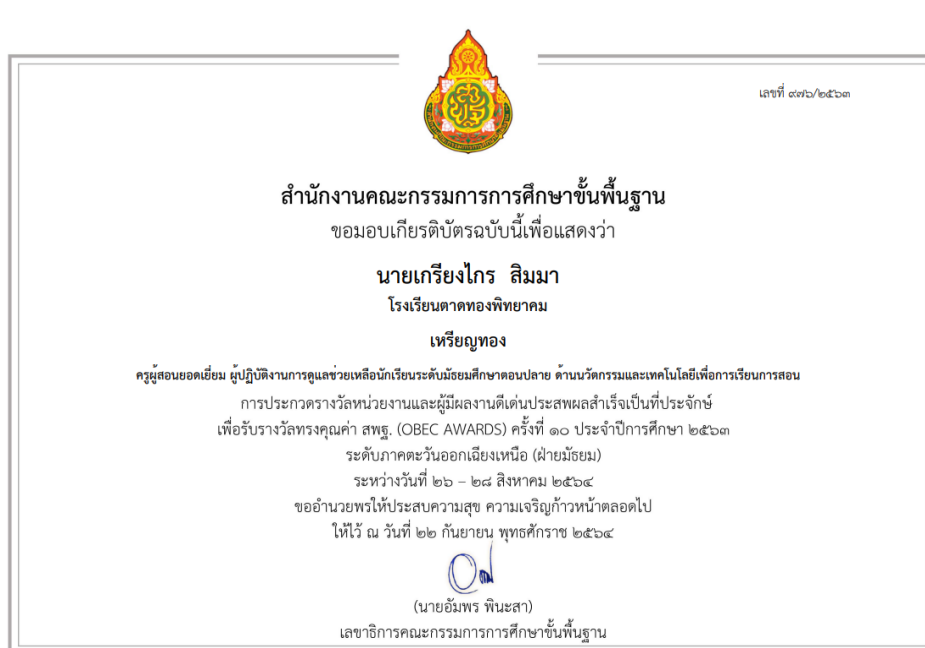 เลขที่ ๙๗๖/๒๕๖๓
สำนักงานคณะกรรมการการศึกษาขั้นพื้นฐาน
ขอมอบเกียรติบัตรฉบับนี้เพื่อแสดงว่า
นายเกรียงไกร สิมมา
โรงเรียนตาดทองพิทยาคม
เหรียญทอง
ครูผู้สอนยอดเยี่ยม ผู้ปฏิบัติงานการดูแลช่วยเหลือนักเรียนระดับมัธยมศึกษาตอนปลาย ด้านนวัตกรรมและเทคโนโลยีเพื่อการเรียนการสอน
การประกวดรางวัลหน่วยงานและผู้มีผลงานดีเด่นประสพผลสำเร็จเป็นที่ประจักษ์
เพื่อรับรางวัลทรงคุณค่า สพฐ. (OBEC AWARDS) ครั้งที่ ๑๐ ประจำปีการศึกษา ๒๕๖๓
ระดับภาคตะวันออกเฉียงเหนือ (ฝ่ายมัธยม)
ระหว่างวันที่ ๒๖ – ๒๘ สิงหาคม ๒๕๖๔
ขออำนวยพรให้ประสบความสุข ความเจริญก้าวหน้าตลอดไป
ให้ไว้ ณ วันที่ ๒๒ กันยายน พุทธศักราช ๒๕๖๔
(นายอัมพร พินะสา)
เลขาธิการคณะกรรมการการศึกษาขั้นพื้นฐาน